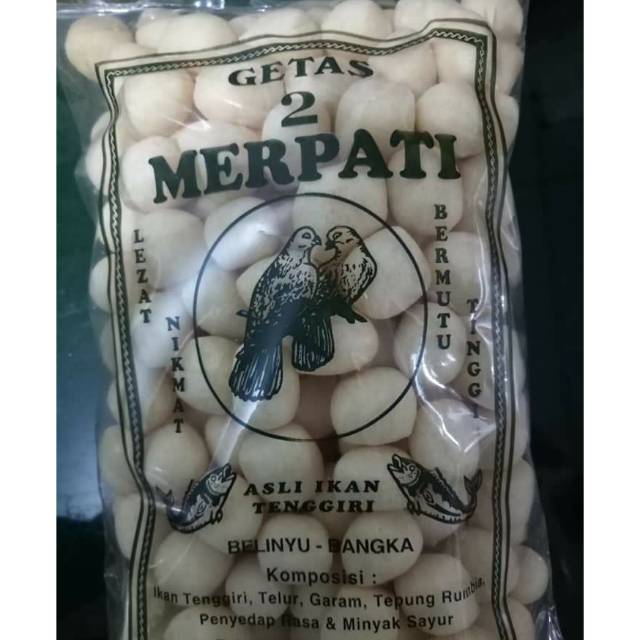 GETAS
2
MERPATI
LEZAT
NIKMAT
BERMUTU
TINGGI
ASLI IKAN
TENGGIRI
BELINYU - BANGKA
Komposisi :
Ikan Tenggiri, Telur, Garam, Tepung Rumbia,
Penyedap Rasa & Minyak Sayur